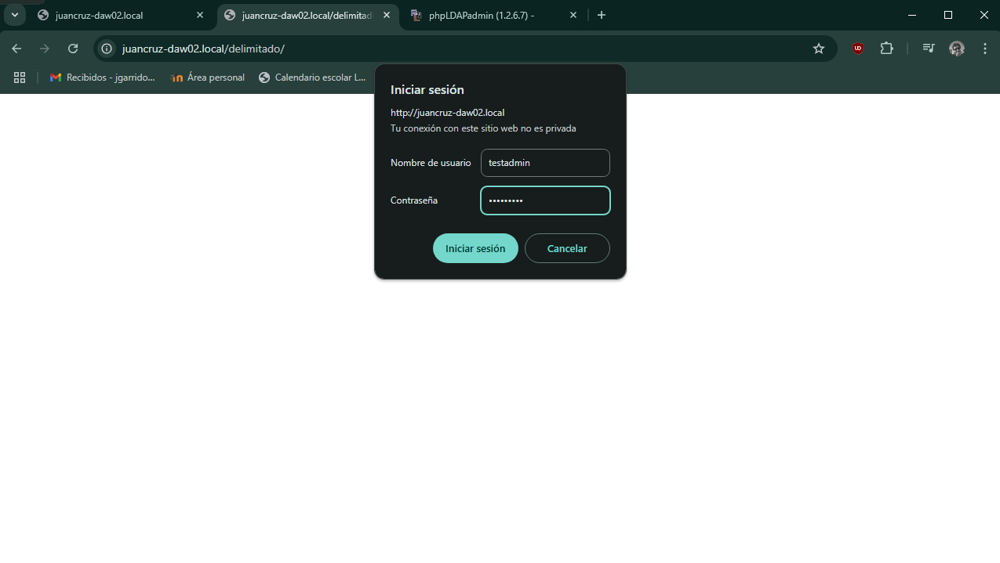 juancruz-daw02.local
juancruz-daw02.local/delimitado
phpLDAPadmin (1.2.6.7) -
juancruz-daw02.local/delimitado/
Recibidos - jgarrido...
Área personal
Calendario escolar L...
Iniciar sesión
http://juancruz-daw02.local
Tu conexión con este sitio web no es privada
Nombre de usuario
testadmin
Contraseña
•••••••••
Iniciar sesión
Cancelar